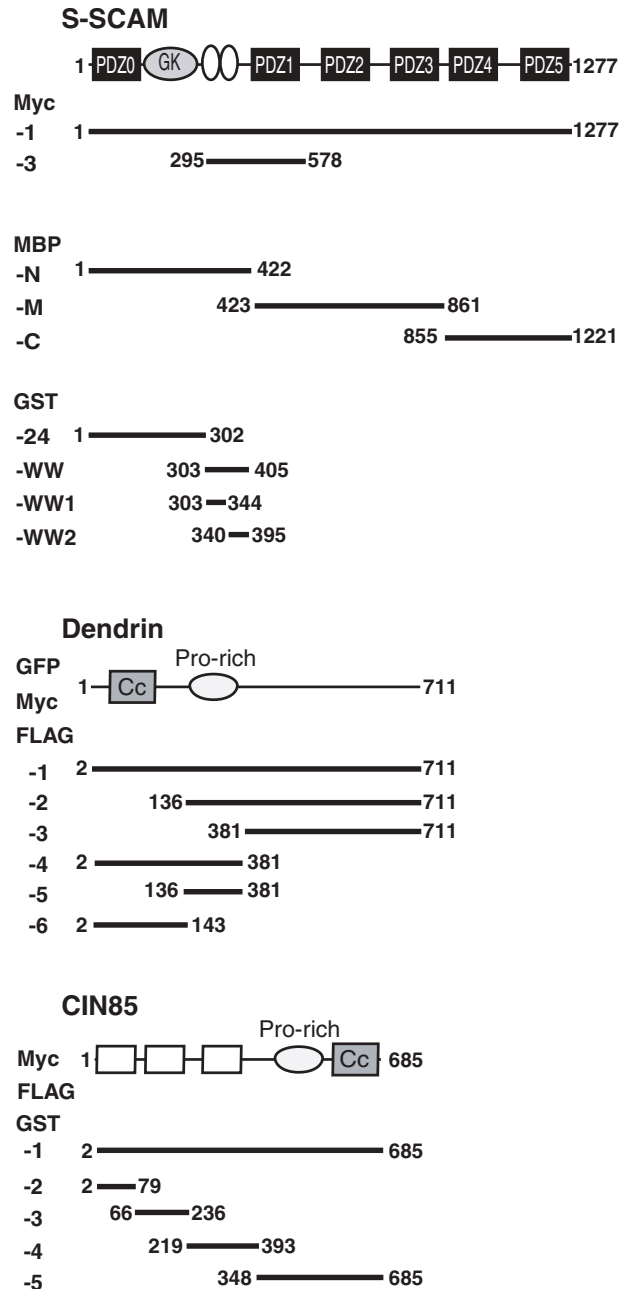 S-SCAM
1 PDZ0 GK PDZ1 PDZ2 PDZ3 PDZ4 PDZ5 1277
Myc
-1 1 1277
-3 295 578
MBP
-N 1 422
-M 423 861
-C 855 1221
GST
-24 1 302
-WW 303 405
-WW1 303 344
-WW2 340 395
Dendrin
Pro-rich
GFP
1 Cc 711
Myc
FLAG
-1 2 711
-2 136 711
-3 381 711
-4 2 381
-5 136 381
-6 2 143
CIN85
Pro-rich
Myc 1 Cc 685
FLAG
GST
-1 2 685
-2 2 79
-3 66 236
-4 219 393
-5 348 685